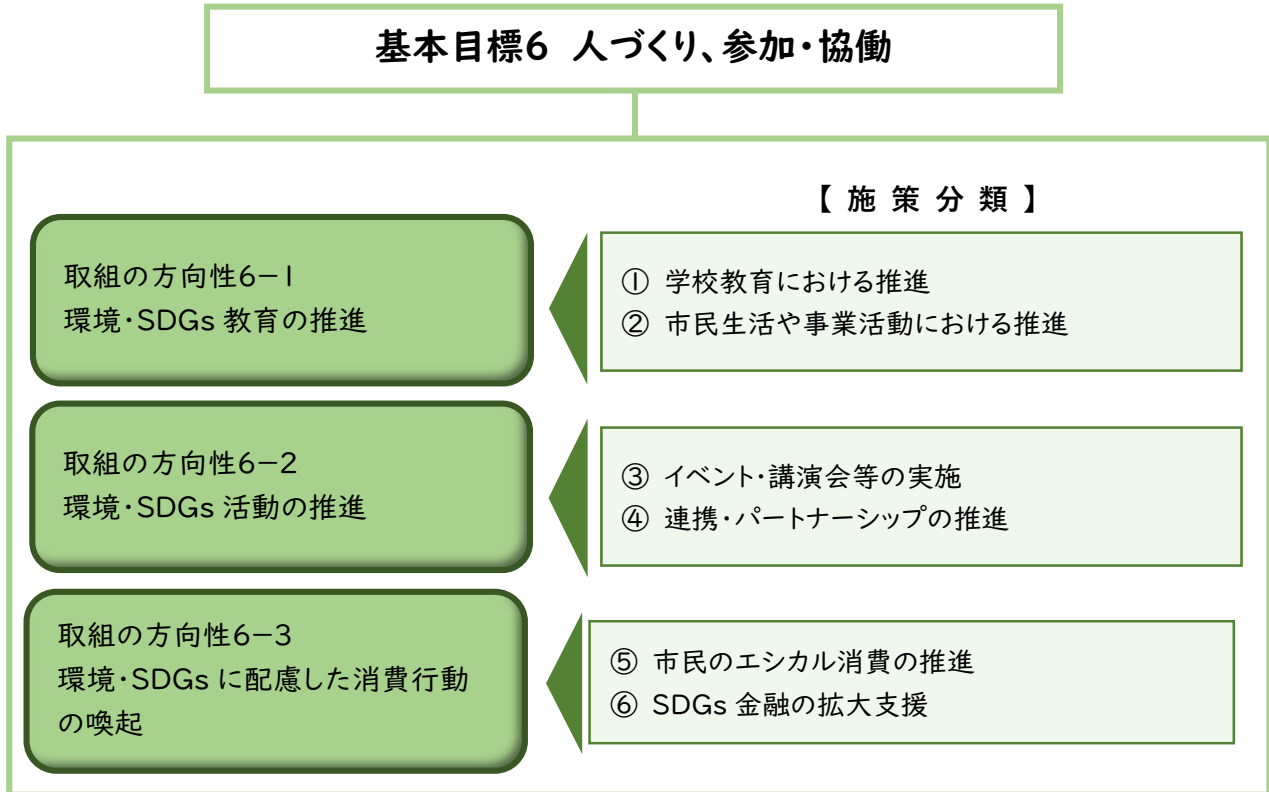 基本目標6 人づくり、参加・協働
【 施 策 分 類 】
取組の方向性6－1
環境・SDGs 教育の推進
① 学校教育における推進
② 市民生活や事業活動における推進
取組の方向性6－2
環境・SDGs 活動の推進
③ イベント・講演会等の実施
④ 連携・パートナーシップの推進
取組の方向性6－3
環境・SDGs に配慮した消費行動
の喚起
⑤ 市民のエシカル消費の推進
⑥ SDGs 金融の拡大支援